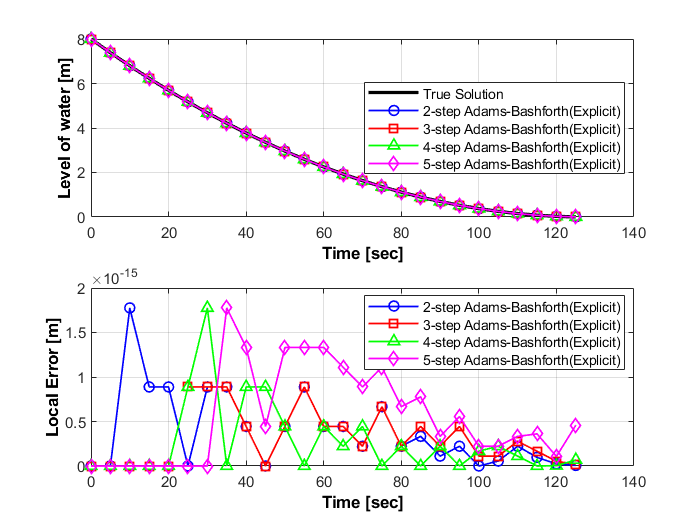 8
6
4
2
0
Level of water [m]
True Solution
2-step Adams-Bashforth(Explicit)
3-step Adams-Bashforth(Explicit)
4-step Adams-Bashforth(Explicit)
5-step Adams-Bashforth(Explicit)
0 20 40 60 80 100 120 140
Time [sec]
×10-15
2
1.5
1
0.5
0
Local Error [m]
2-step Adams-Bashforth(Explicit)
3-step Adams-Bashforth(Explicit)
4-step Adams-Bashforth(Explicit)
5-step Adams-Bashforth(Explicit)
0 20 40 60 80 100 120 140
Time [sec]